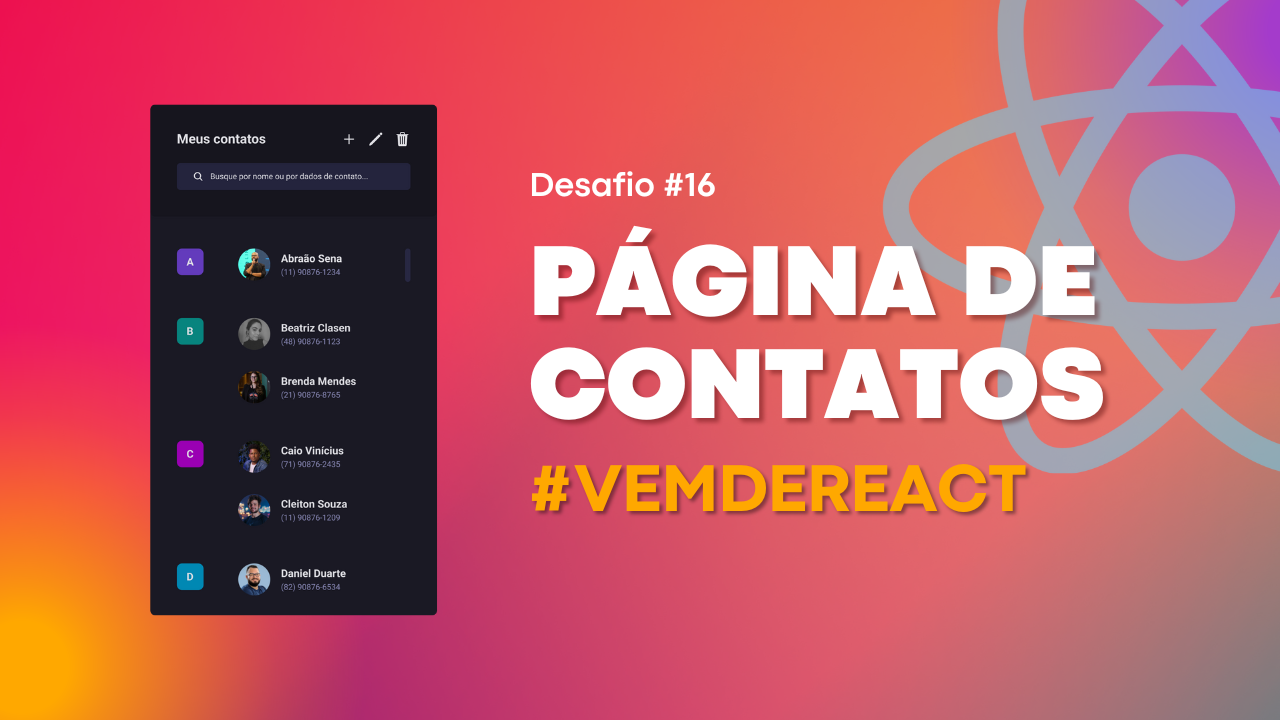 Meus contatos
Busque por nome ou por dados de contato...
A
Abraão Sena
(11) 90876-1234
B
Beatriz Clasen
(48) 90876-1123
Brenda Mendes
(21) 90876-8765
C
Caio Vinícius
(71) 90876-2435
Cleiton Souza
(11) 90876-1209
D
Daniel Duarte
(82) 90876-6534
Desafio #16
PÁGINA DE
CONTATOS
#VEMDEREACT